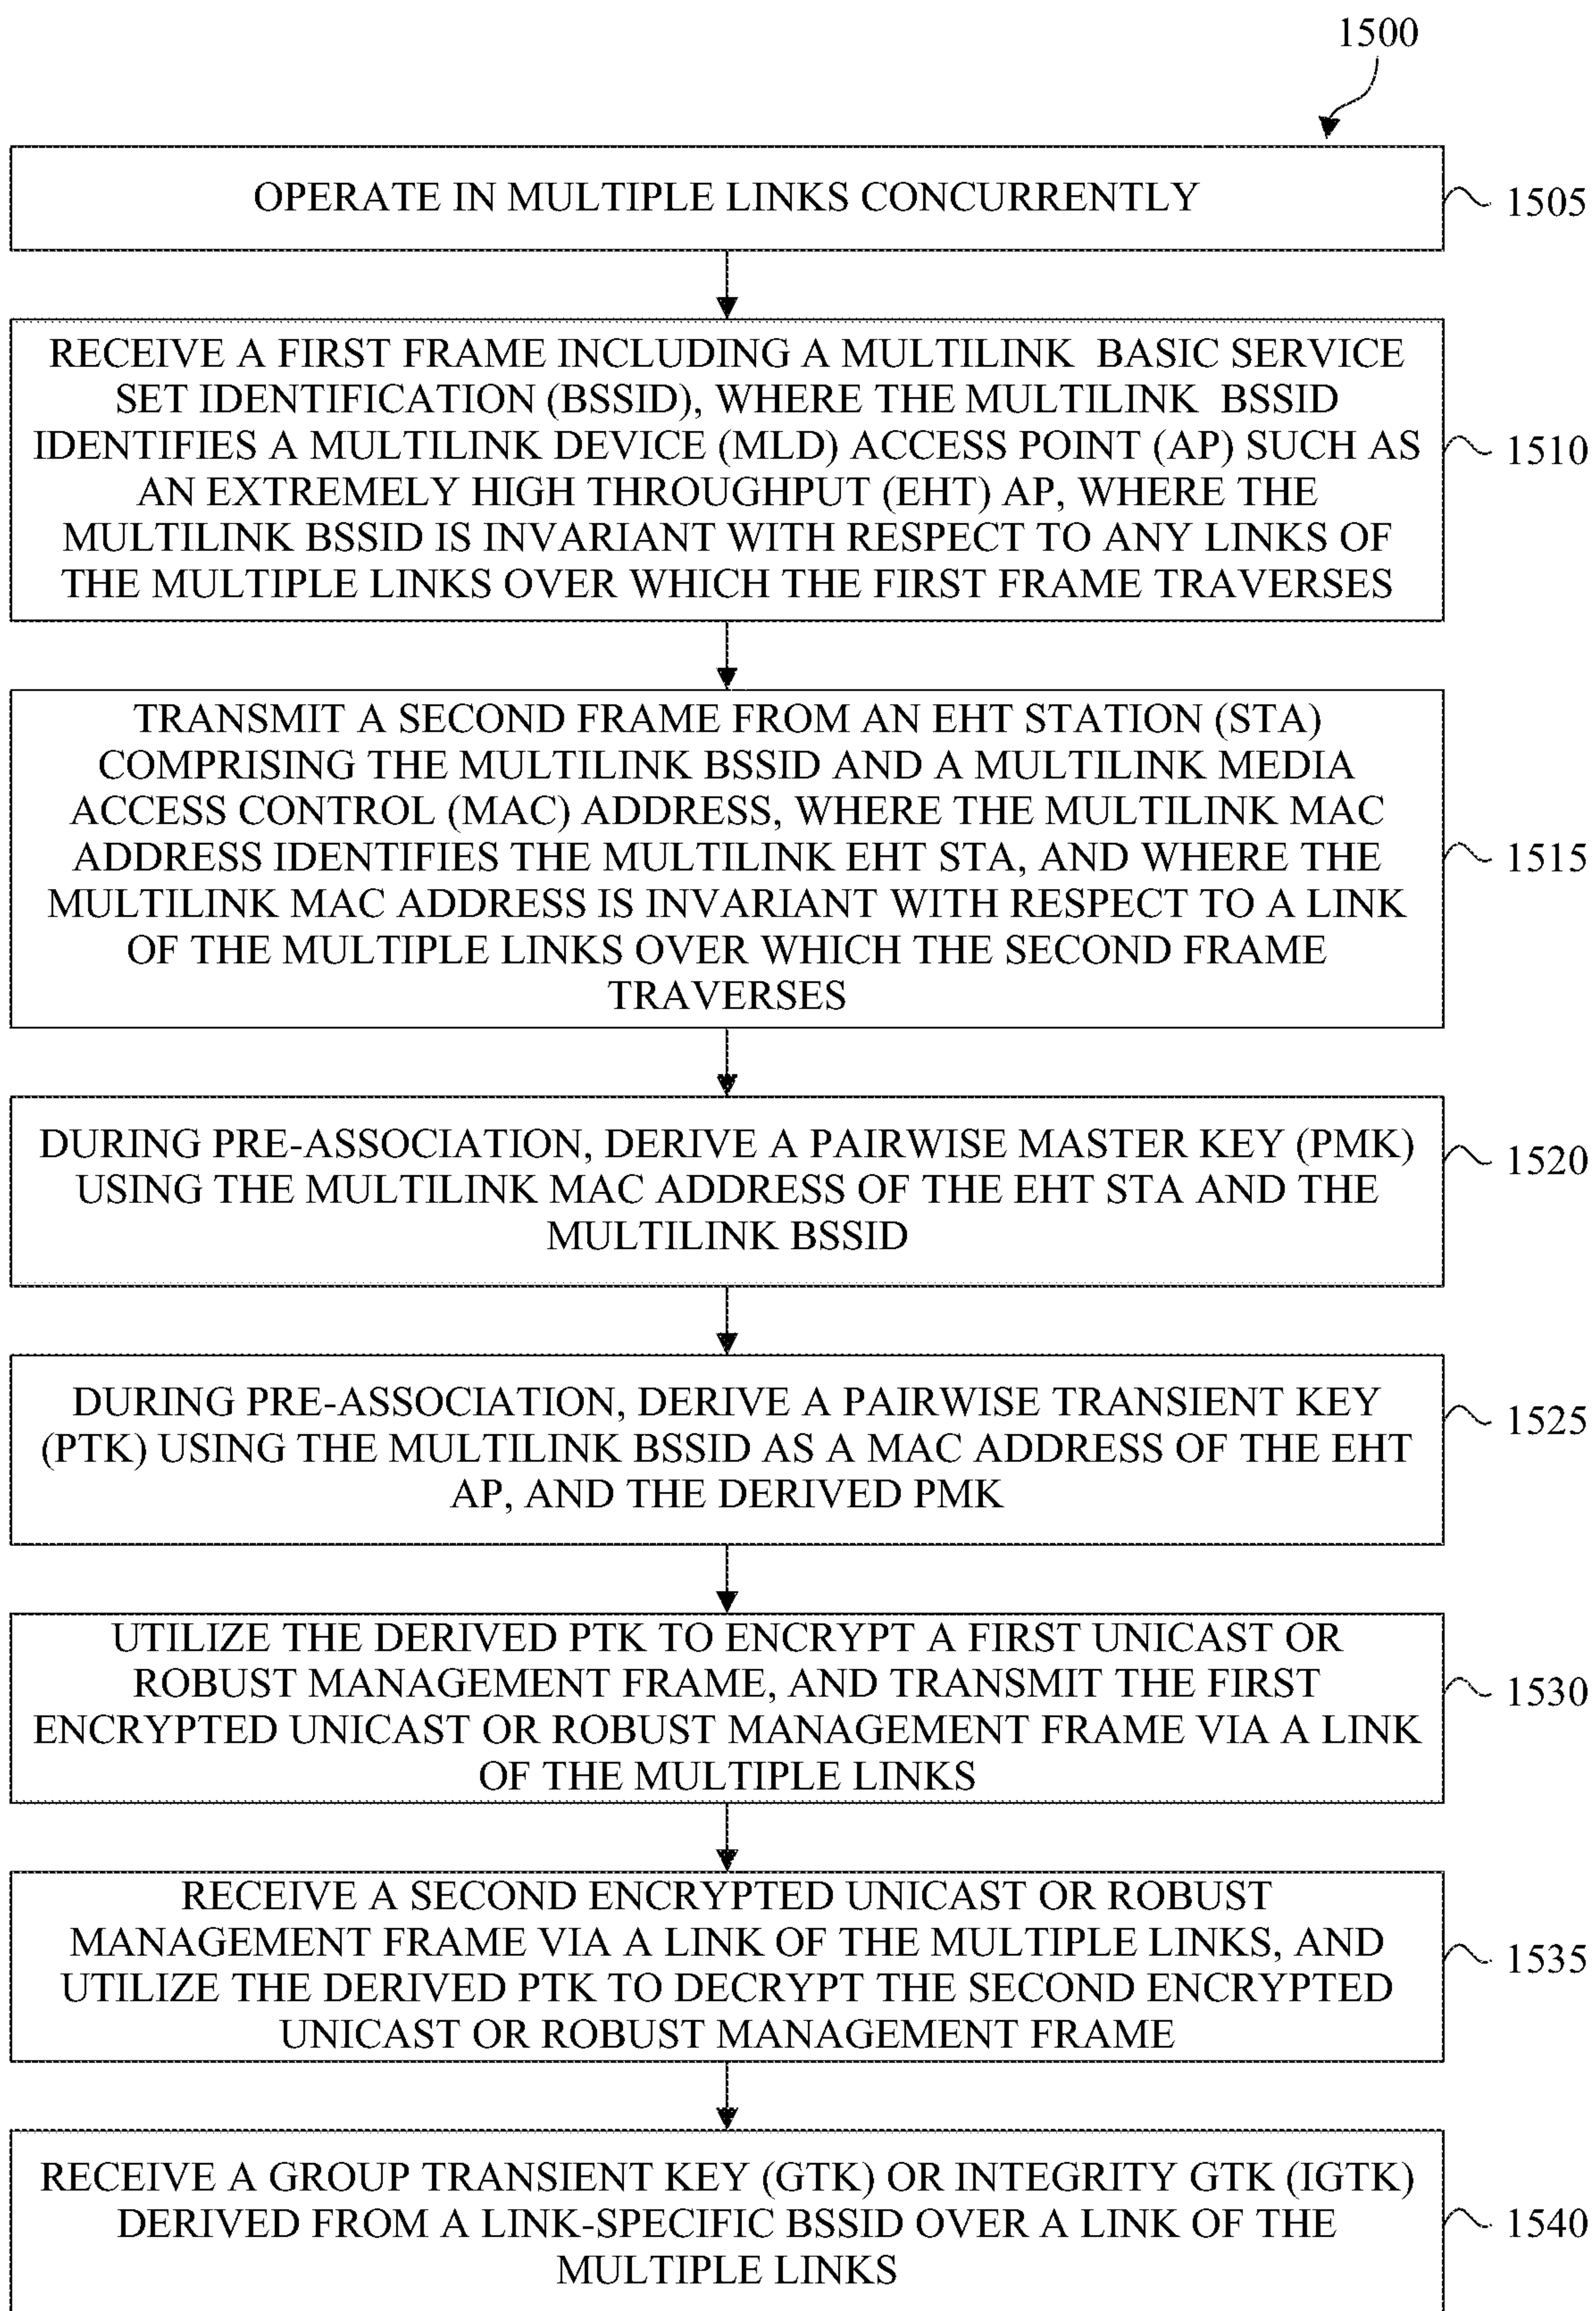 1500
OPERATE IN MULTIPLE LINKS CONCURRENTLY
1505
RECEIVE A FIRST FRAME INCLUDING A MULTILINK BASIC SERVICE
SET IDENTIFICATION (BSSID), WHERE THE MULTILINK BSSID
IDENTIFIES A MULTILINK DEVICE (MLD) ACCESS POINT (AP) SUCH AS
AN EXTREMELY HIGH THROUGHPUT (EHT) AP, WHERE THE
MULTILINK BSSID IS INVARIANT WITH RESPECT TO ANY LINKS OF
THE MULTIPLE LINKS OVER WHICH THE FIRST FRAME TRAVERSES
1510
TRANSMIT A SECOND FRAME FROM AN EHT STATION (STA)
COMPRISING THE MULTILINK BSSID AND A MULTILINK MEDIA
ACCESS CONTROL (MAC) ADDRESS, WHERE THE MULTILINK MAC
ADDRESS IDENTIFIES THE MULTILINK EHT STA, AND WHERE THE
MULTILINK MAC ADDRESS IS INVARIANT WITH RESPECT TO A LINK
OF THE MULTIPLE LINKS OVER WHICH THE SECOND FRAME
TRAVERSES
1515
DURING PRE-ASSOCIATION, DERIVE A PAIRWISE MASTER KEY (PMK)
USING THE MULTILINK MAC ADDRESS OF THE EHT STA AND THE
MULTILINK BSSID
1520
DURING PRE-ASSOCIATION, DERIVE A PAIRWISE TRANSIENT KEY
(PTK) USING THE MULTILINK BSSID AS A MAC ADDRESS OF THE EHT
AP, AND THE DERIVED PMK
1525
UTILIZE THE DERIVED PTK TO ENCRYPT A FIRST UNICAST OR
ROBUST MANAGEMENT FRAME, AND TRANSMIT THE FIRST
ENCRYPTED UNICAST OR ROBUST MANAGEMENT FRAME VIA A LINK
OF THE MULTIPLE LINKS
1530
RECEIVE A SECOND ENCRYPTED UNICAST OR ROBUST
MANAGEMENT FRAME VIA A LINK OF THE MULTIPLE LINKS, AND
UTILIZE THE DERIVED PTK TO DECRYPT THE SECOND ENCRYPTED
UNICAST OR ROBUST MANAGEMENT FRAME
1535
RECEIVE A GROUP TRANSIENT KEY (GTK) OR INTEGRITY GTK (IGTK)
DERIVED FROM A LINK-SPECIFIC BSSID OVER A LINK OF THE
MULTIPLE LINKS
1540